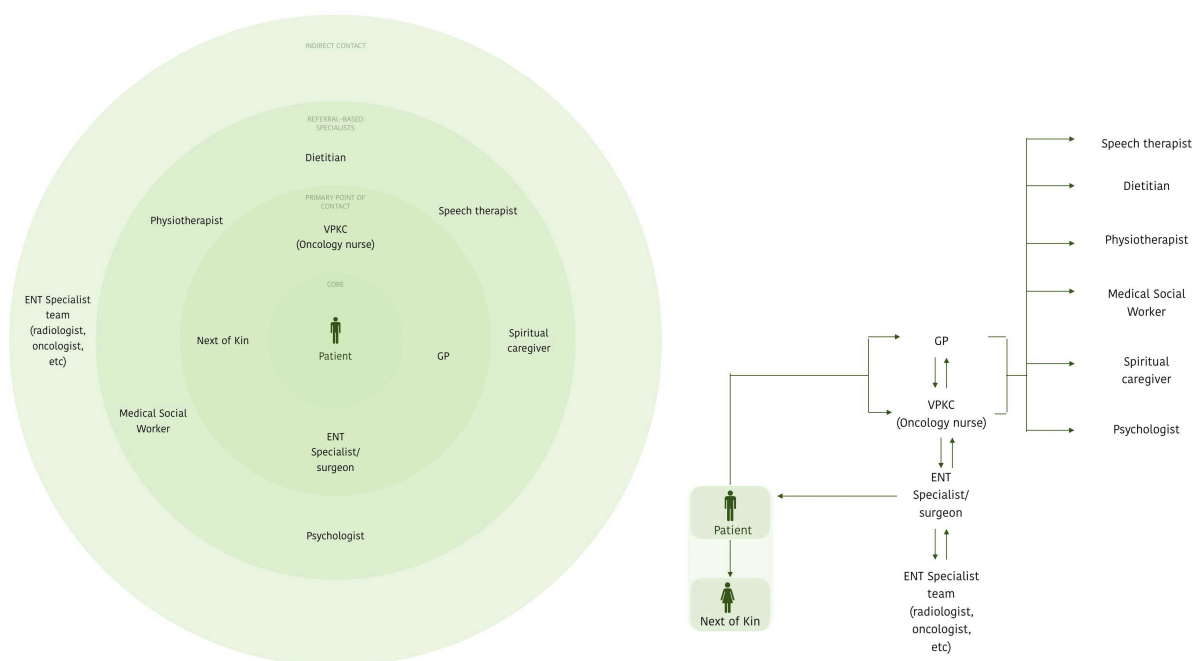 INDIRECT CONTACT
REFERRAL-BASED
SPECIALISTS
Dietitian
PRIMARY POINT OF
CONTACT
Physiotherapist
Speech therapist
VPKC
(Oncology nurse)
CORE
ENT Specialist
team
(radiologist,
oncologist,
etc)
Next of Kin
Patient
GP
Spiritual
caregiver
Medical Social
Worker
ENT
Specialist/
surgeon
Psychologist
Speech therapist
Dietitian
Physiotherapist
Medical Social
Worker
Spiritual
caregiver
Psychologist
GP
VPKC
(Oncology nurse)
ENT
Specialist/
surgeon
ENT Specialist
team
(radiologist,
oncologist,
etc)
Patient
Next of Kin